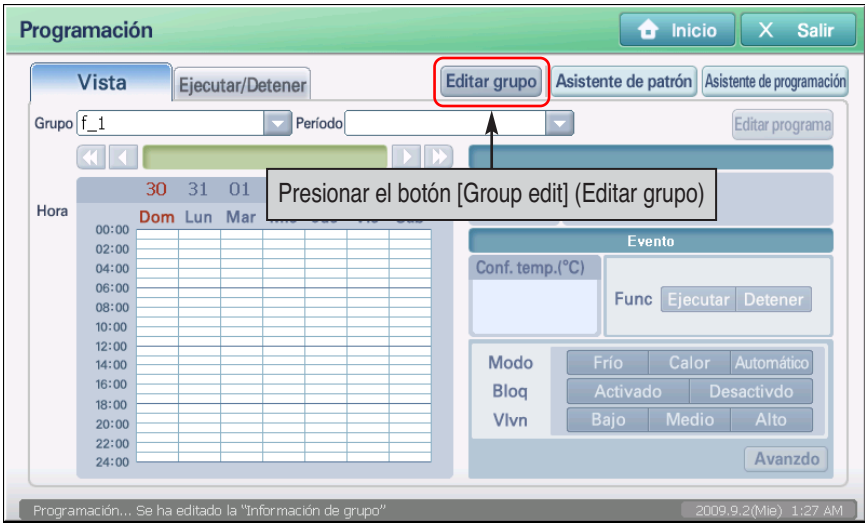 Programación
Inicio
X Salir
Vista
Ejecutar/Detener
Editar grupo
Asistente de patrón
Asistente de programación
Grupo f_1
Período
Editar programa
Presionar el botón [Group edit] (Editar grupo)
30 31 01
Hora
Dom Lun Mar
00:00
02:00
04:00
06:00
08:00
10:00
12:00
14:00
16:00
18:00
20:00
22:00
24:00
Evento
Conf. temp.(°C)
Func Ejecutar Detener
Modo Frío Calor Automático
Bloq Activado Desactivdo
Vlvn Bajo Medio Alto
Avanzdo
Programación... Se ha editado la "Información de grupo"
2009.9.2(Mie) 1:27 AM